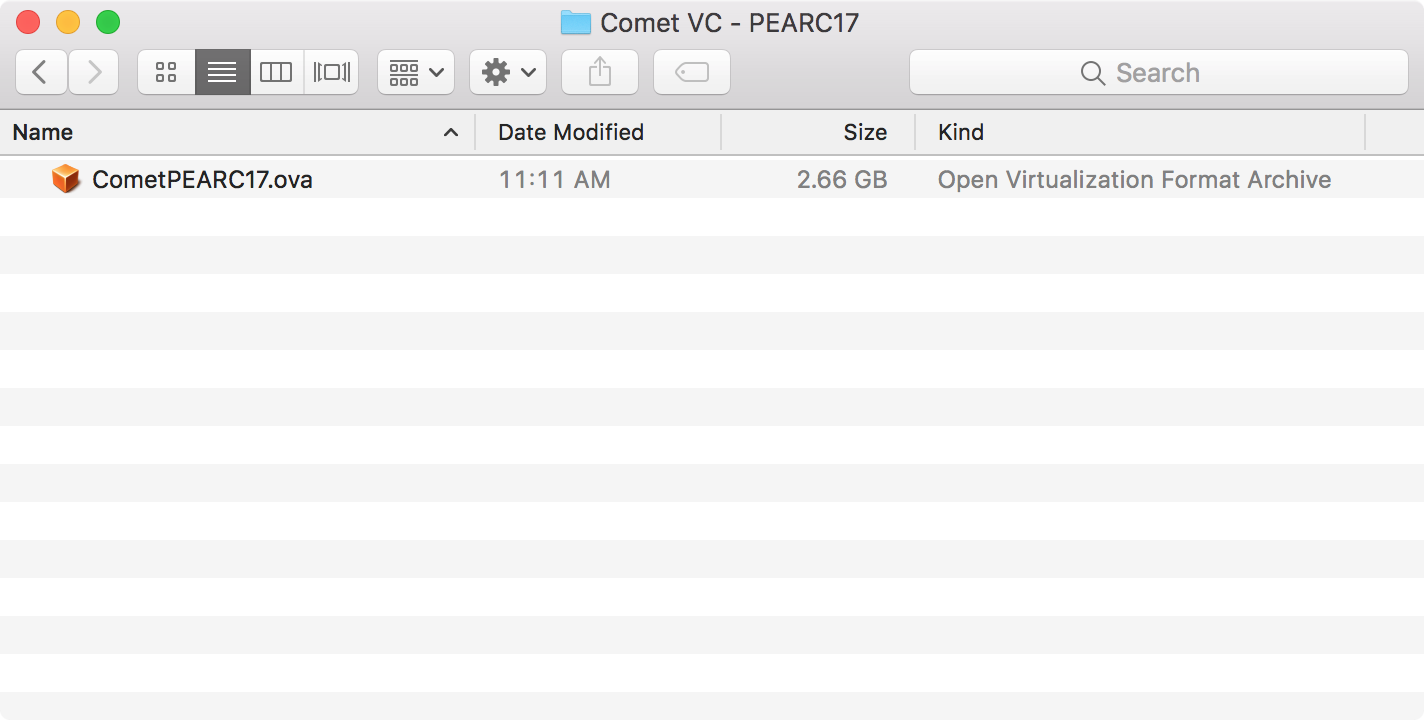 Comet VC - PEARC17
Search
Name Date Modified Size Kind
CometPEARC17.ova 11:11 AM 2.66 GB Open Virtualization Format Archive